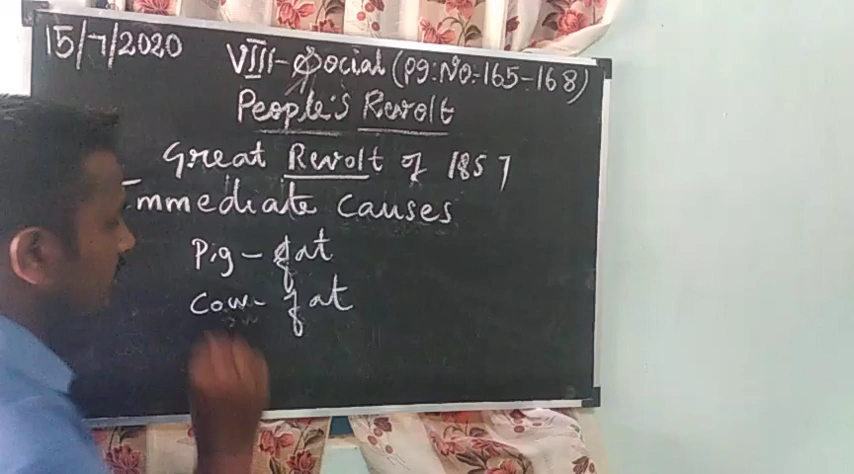 15/7/2020 VIII-Social (pg:No:-165-168)
People's Revolt
Great Revolt of 1857
Immediate causes
Pig-fat
Cow-fat